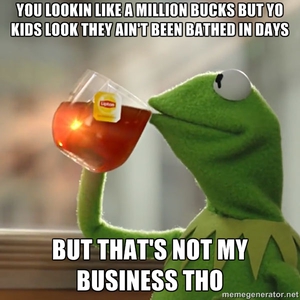 YOU LOOKIN LIKE A MILLION BUCKS BUT YO
KIDS LOOK THEY AIN'T BEEN BATHED IN DAYS
Lipton
BUT THAT'S NOT MY
BUSINESS THO
memegenerator.net